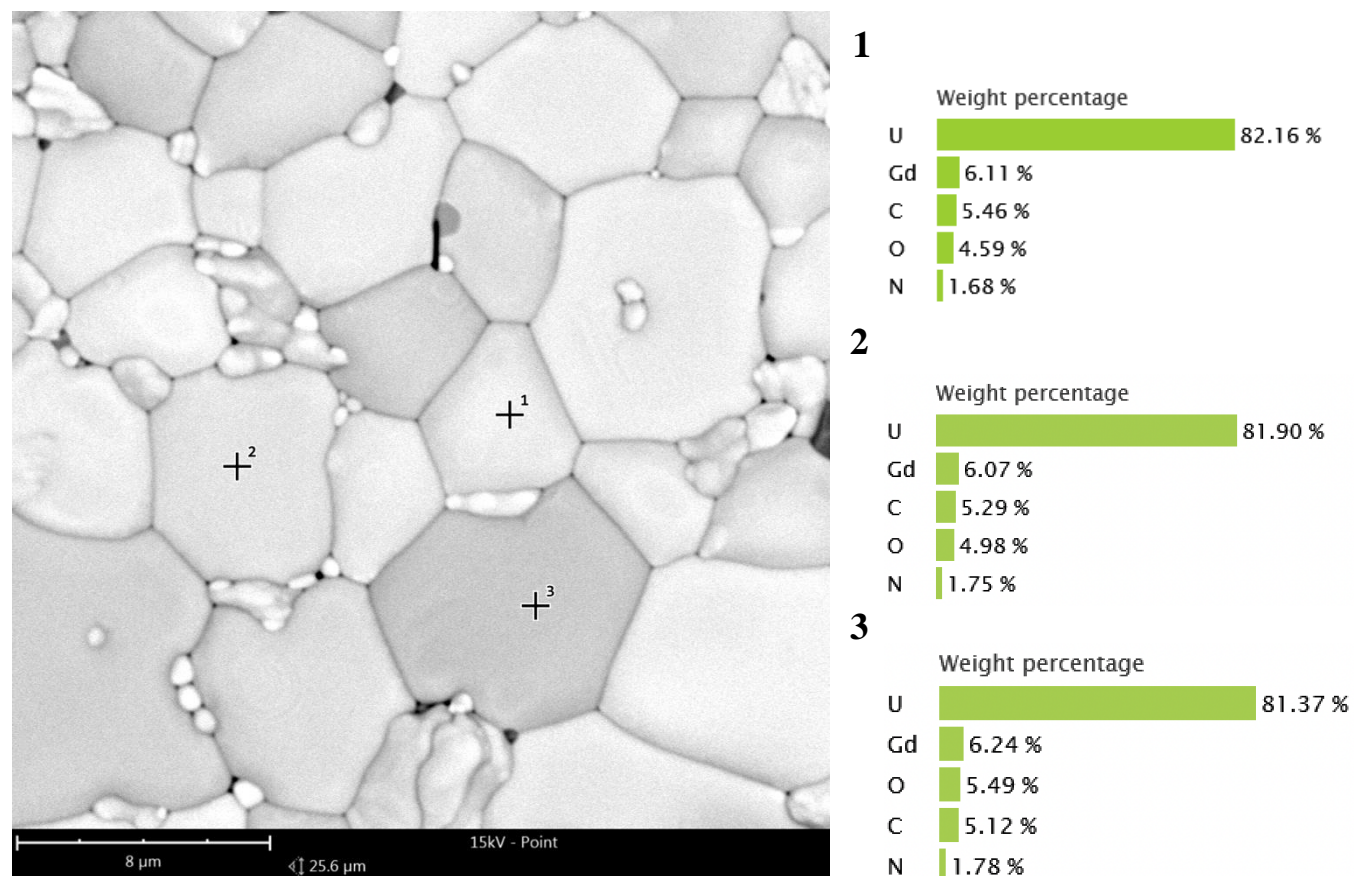 1
Weight percentage
U 82.16 %
Gd 6.11 %
C 5.46 %
O 4.59 %
N 1.68 %
2
Weight percentage
U 81.90 %
Gd 6.07 %
C 5.29 %
O 4.98 %
N 1.75 %
3
Weight percentage
U 81.37 %
Gd 6.24 %
O 5.49 %
C 5.12 %
N 1.78 %
1
2
3
15kV - Point
8 µm
25.6 µm